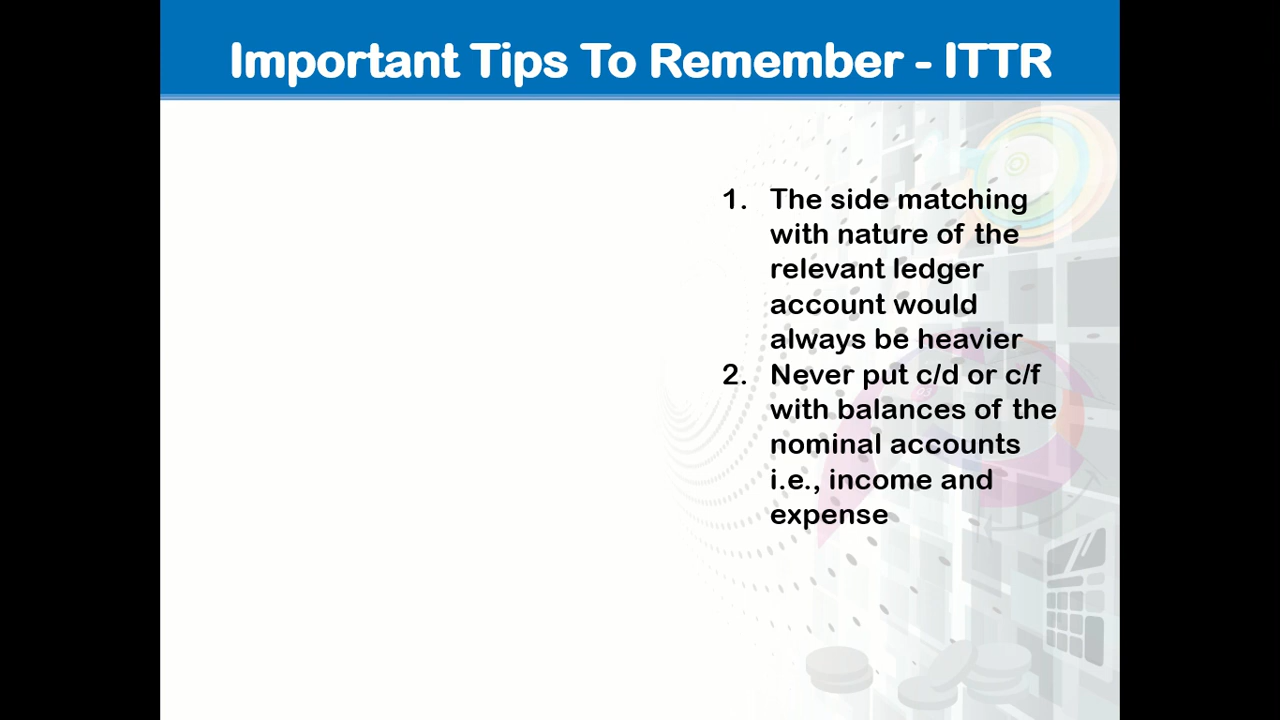 Important Tips To Remember - ITTR
1. The side matching
with nature of the
relevant ledger
account would
always be heavier
2. Never put c/d or c/f
with balances of the
nominal accounts
i.e., income and
expense